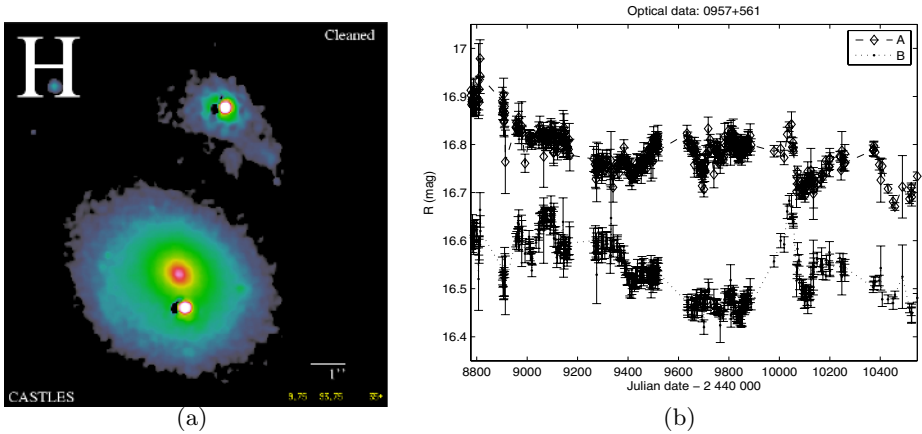 H
Cleaned
1''
CASTLES
(a)
Optical data: 0957+561
A
B
R (mag)
17
16.9
16.8
16.7
16.6
16.5
16.4
8800 9000 9200 9400 9600 9800 10000 10200 10400
Julian date − 2 440 000
(b)